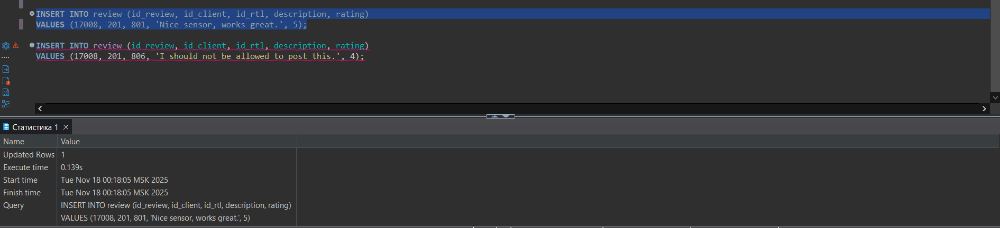 INSERT INTO review (id_review, id_client, id_rtl, description, rating)
VALUES (17008, 201, 801, 'Nice sensor, works great.', 5);
INSERT INTO review (id_review, id_client, id_rtl, description, rating)
VALUES (17008, 201, 806, 'I should not be allowed to post this.', 4);
Статистика 1
Name Value
Updated Rows 1
Execute time 0.139s
Start time Tue Nov 18 00:18:05 MSK 2025
Finish time Tue Nov 18 00:18:05 MSK 2025
Query INSERT INTO review (id_review, id_client, id_rtl, description, rating)
VALUES (17008, 201, 801, 'Nice sensor, works great.', 5)